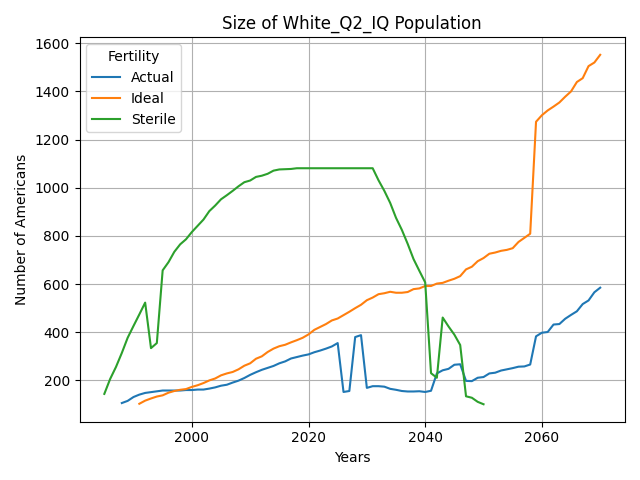 Size of White_Q2_IQ Population
Number of Americans
1600
1400
1200
1000
800
600
400
200
Fertility
Actual
Ideal
Sterile
2000
2020
2040
2060
Years